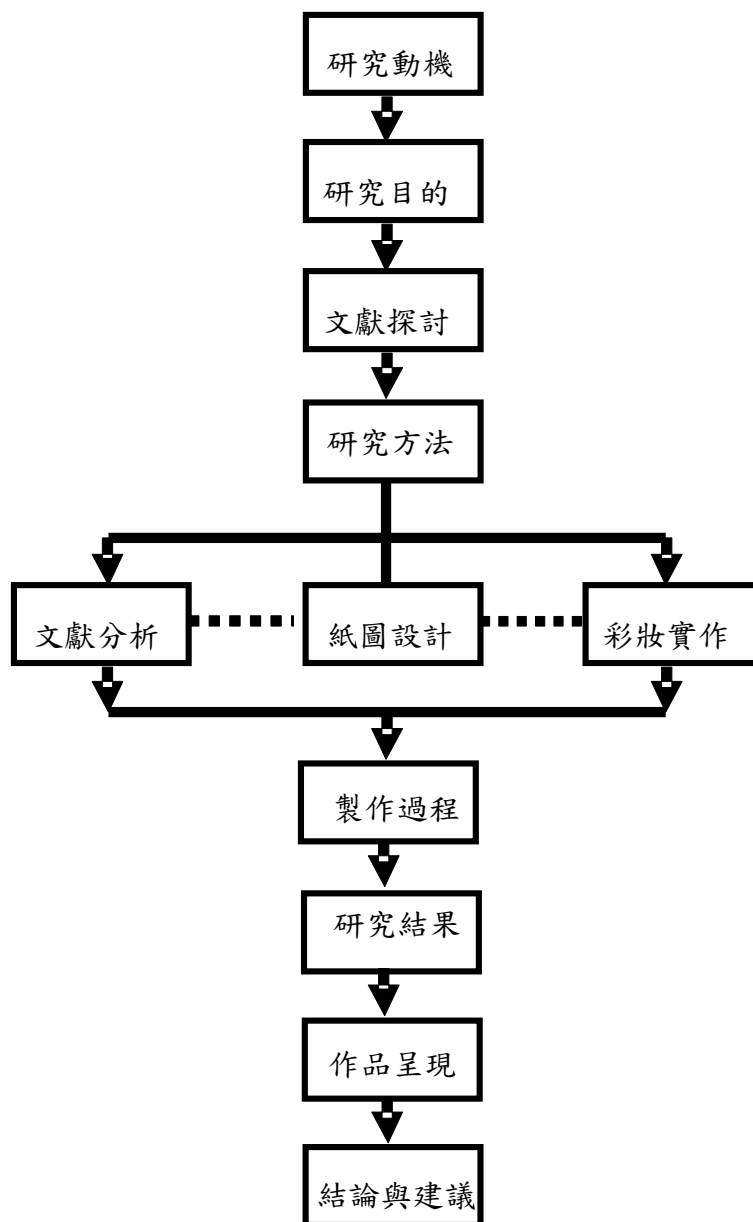 研究動機
研究目的
文獻探討
研究方法
文獻分析
紙圖設計
彩妝實作
製作過程
研究結果
作品呈現
結論與建議